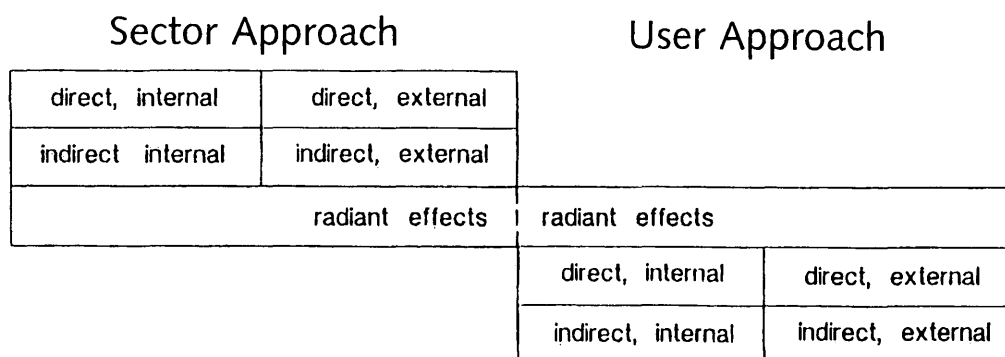 Sector Approach
User Approach
direct, internal direct, external
indirect internal indirect, external
radiant effects radiant effects
direct, internal direct, external
indirect, internal indirect, external